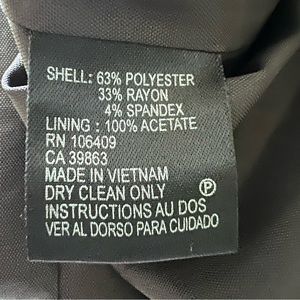 SHELL: 63% POLYESTER
33% RAYON
4% SPANDEX
LINING : 100% ACETATE
RN 106409
CA 39863
MADE IN VIETNAM
DRY CLEAN ONLY P
INSTRUCTIONS AU DOS
VER AL DORSO PARA CUIDADO